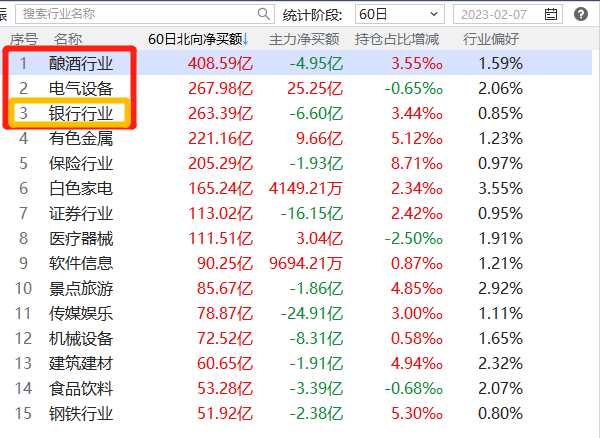 搜索行业名称 统计阶段: 60日 2023-02-07 ?
序号 名称 60日北向净买额↓ 主力净买额 持仓占比增减 行业偏好
1 酿酒行业 408.59亿 -4.95亿 3.55‰ 1.59%
2 电气设备 267.98亿 25.25亿 -0.65‰ 2.06%
3 银行行业 263.39亿 -6.60亿 3.44‰ 0.85%
4 有色金属 221.16亿 9.66亿 5.12‰ 1.23%
5 保险行业 205.29亿 -1.93亿 8.71‰ 0.97%
6 白色家电 165.24亿 4149.21万 2.34‰ 3.55%
7 证券行业 113.02亿 -16.15亿 2.42‰ 0.95%
8 医疗器械 111.51亿 3.04亿 -2.50‰ 1.91%
9 软件信息 90.25亿 9694.21万 0.87‰ 1.21%
10 景点旅游 85.67亿 -1.86亿 4.85‰ 2.92%
11 传媒娱乐 78.87亿 -24.91亿 3.00‰ 1.11%
12 机械设备 72.52亿 -8.31亿 0.58‰ 1.65%
13 建筑建材 60.65亿 -1.91亿 4.94‰ 2.32%
14 食品饮料 53.28亿 -3.39亿 -0.68‰ 2.07%
15 钢铁行业 51.92亿 -2.38亿 5.30‰ 0.80%